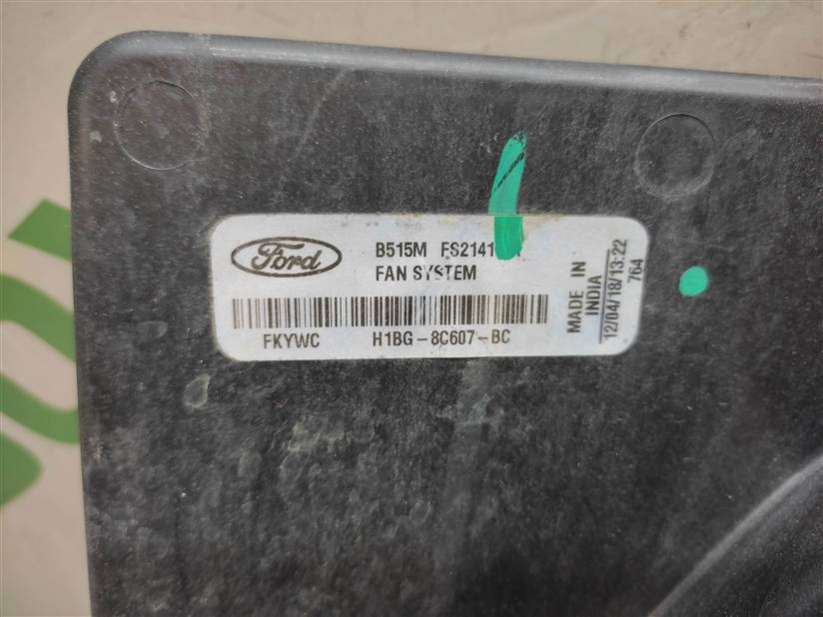 Ford
B515M FS2141
FAN SYSTEM
FKYWC H1BG-8C607-BC
MADE IN
INDIA
12/04/18/13:22
764